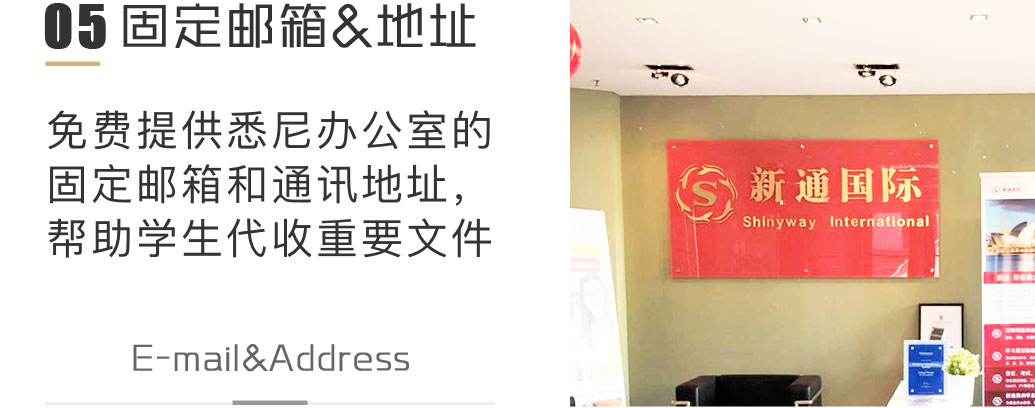 05 固定邮箱&地址
免费提供悉尼办公室的
固定邮箱和通讯地址，
帮助学生代收重要文件
E-mail&Address
S
新通国际
Shinyway International